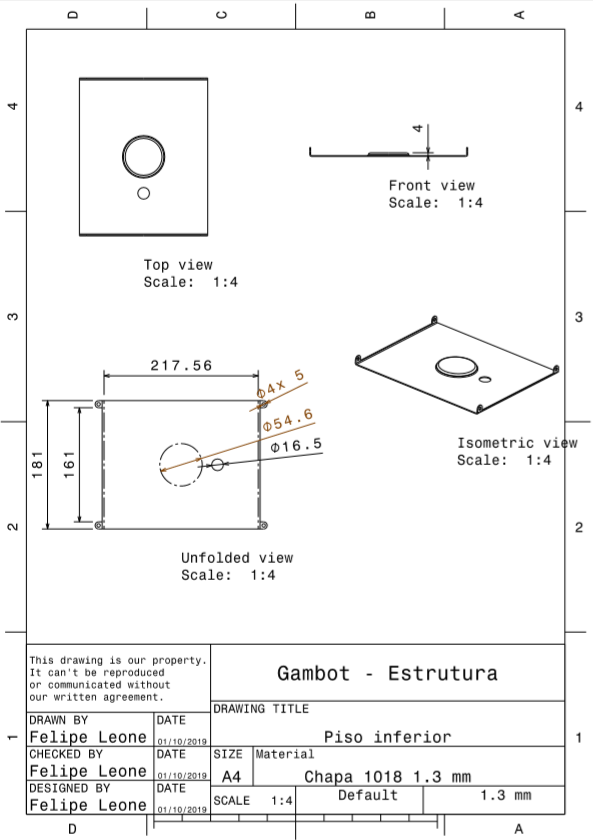 D C B A
4
4
4
Front view
Scale: 1:4
Top view
Scale: 1:4
3
3
217.56
Φ4x 5
Φ54.6
Φ16.5
181
161
Isometric view
Scale: 1:4
2
2
Unfolded view
Scale: 1:4
This drawing is our property.
It can't be reproduced
or communicated without
our written agreement.
Gambot - Estrutura
DRAWING TITLE
Piso inferior
DRAWN BY DATE
Felipe Leone 01/10/2019
1
1
CHECKED BY DATE
Felipe Leone 01/10/2019
SIZE Material
A4 Chapa 1018 1.3 mm
DESIGNED BY DATE
Felipe Leone 01/10/2019
SCALE 1:4 Default 1.3 mm
D A